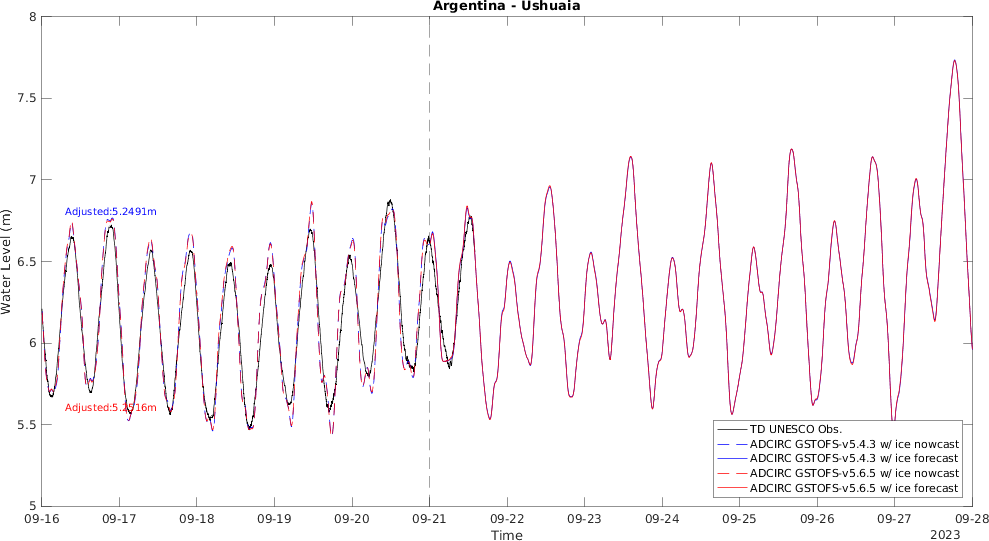 Argentina - Ushuaia
8
7.5
7
6.5
6
5.5
5
Water Level (m)
Adjusted:5.2491m
Adjusted:5.2516m
TD UNESCO Obs.
ADCIRC GSTOFS-v5.4.3 w/ ice nowcast
ADCIRC GSTOFS-v5.4.3 w/ ice forecast
ADCIRC GSTOFS-v5.6.5 w/ ice nowcast
ADCIRC GSTOFS-v5.6.5 w/ ice forecast
09-16 09-17 09-18 09-19 09-20 09-21 09-22 09-23 09-24 09-25 09-26 09-27 09-28
Time
2023